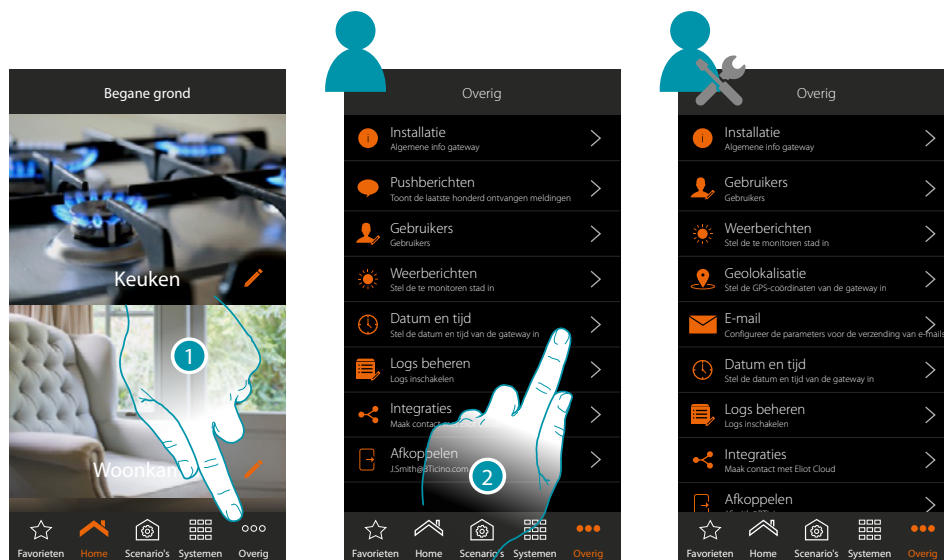 Begane grond
Keuken
Woonkam
1
Favorieten Home Scenario's Systemen Overig
Overig
Installatie
Algemene info gateway
Pushberichten
Toont de laatste honderd ontvangen meldingen
Gebruikers
Gebruikers
Weerberichten
Stel de te monitoren stad in
Datum en tijd
Stel de datum en tijd van de gateway in
Logs beheren
Logs inschakelen
Integraties
Maak contact
Afkoppelen
J.Smith@BTicino.com
2
Favorieten Home Scenario's Systemen Overig
Overig
Installatie
Algemene info gateway
Gebruikers
Gebruikers
Weerberichten
Stel de te monitoren stad in
Geolokalisatie
Stel de GPS-coördinaten van de gateway in
E-mail
Configureer de parameters voor de verzending van e-mails
Datum en tijd
Stel de datum en tijd van de gateway in
Logs beheren
Logs inschakelen
Integraties
Maak contact met Eliot Cloud
Afkoppelen
Favorieten Home Scenario's Systemen Overig